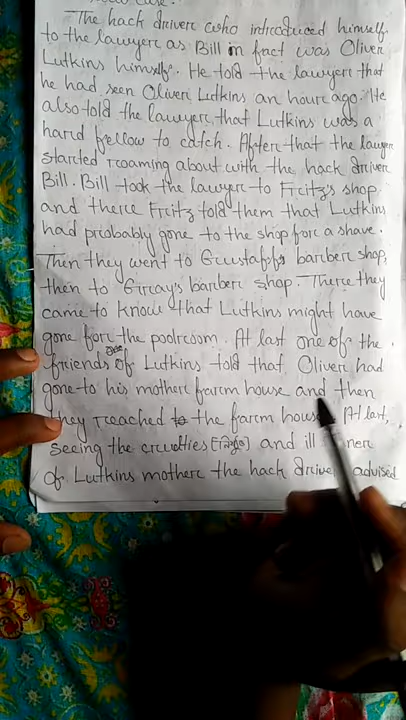 case.
The hack driver who introduced himself
to the lawyer as Bill in fact was Oliver
Lutkins himself. He told the lawyer that
he had seen Oliver Lutkins an hour ago. He
also told the lawyer that Lutkins was a
hard fellow to catch. After that the lawyer
started roaming about with the hack driver
Bill. Bill took the lawyer to Fritz's shop
and there Fritz told them that Lutkins
had probably gone to the shop for a shave.
Then they went to Gustaff's barber shop,
then to Gray's barber shop. There they
came to know that Lutkins might have
gone for the poolroom. At last one of the
friends of Lutkins told that Oliver had
gone to his mother farm house and then
they reached to the farm house. At last,
seeing the cruelties and ill
of Lutkins mother the hack driver advised